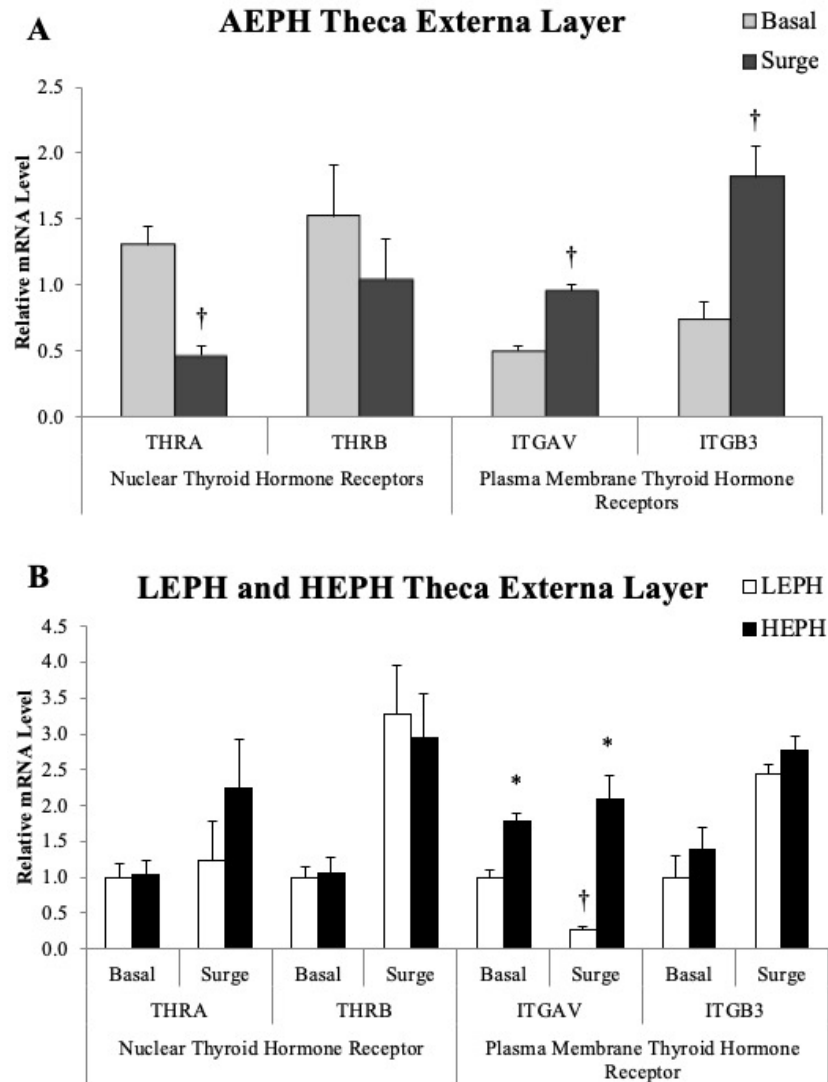 A
AEPH Theca Externa Layer
Basal
Surge
Relative mRNA Level
2.5
2.0
1.5
1.0
0.5
0.0
†
†
†
THRA
THRB
ITGAV
ITGB3
Nuclear Thyroid Hormone Receptors
Plasma Membrane Thyroid Hormone
Receptors
B
LEPH and HEPH Theca Externa Layer
LEPH
HEPH
Relative mRNA Level
4.5
4.0
3.5
3.0
2.5
2.0
1.5
1.0
0.5
0.0
*
†
*
Basal
Surge
Basal
Surge
Basal
Surge
Basal
Surge
THRA
THRB
ITGAV
ITGB3
Nuclear Thyroid Hormone Receptor
Plasma Membrane Thyroid Hormone
Receptor